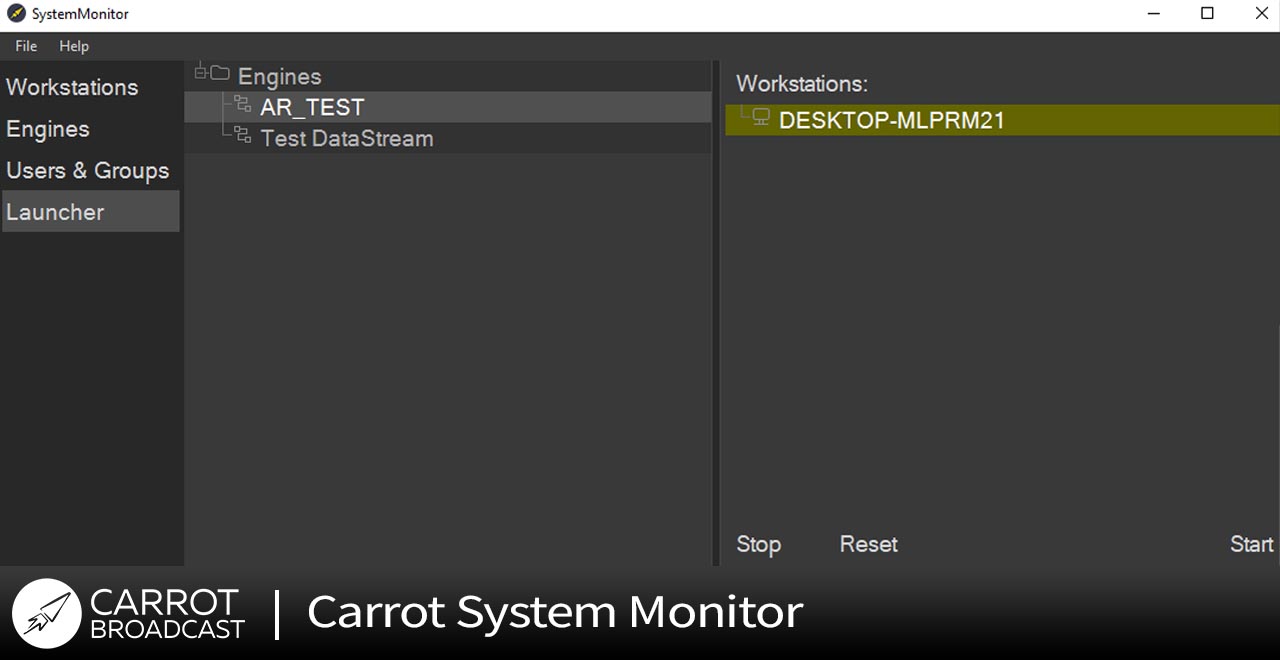 SystemMonitor
File Help
Workstations
Engines
Users & Groups
Launcher
Engines
AR_TEST
Test DataStream
Workstations:
DESKTOP-MLPRM21
Stop Reset Start
CARROT
BROADCAST
Carrot System Monitor